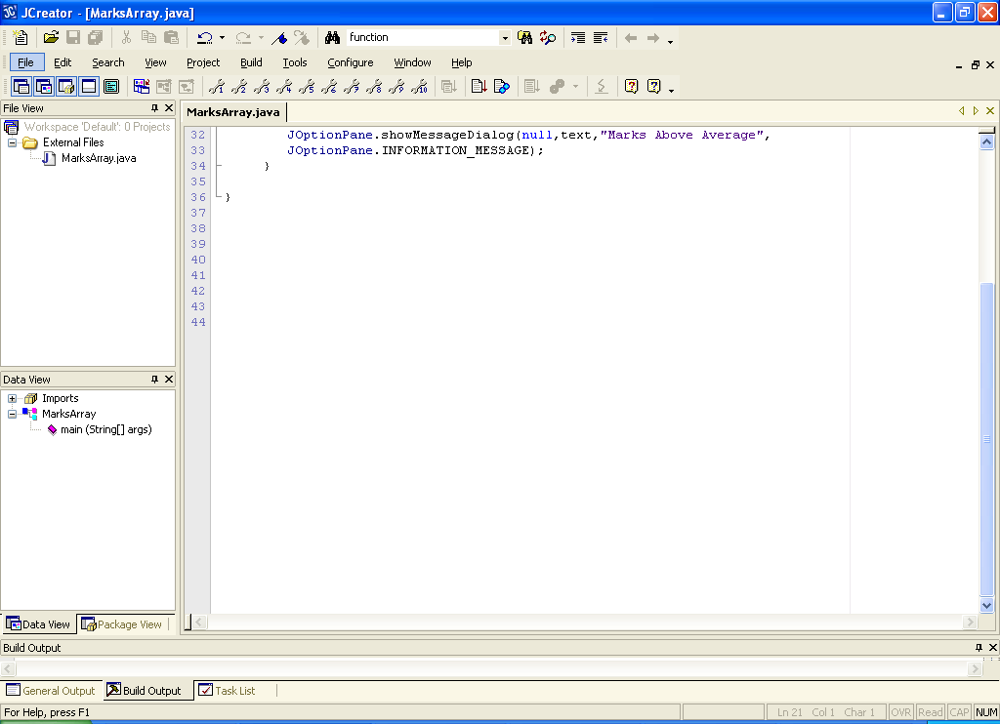 JCreator - [MarksArray.java]
function
File Edit Search View Project Build Tools Configure Window Help
File View
Workspace 'Default': 0 Projects
External Files
MarksArray.java
Data View
Imports
MarksArray
main (String[] args)
Data View Package View
MarksArray.java
32 JOptionPane.showMessageDialog(null,text,"Marks Above Average",
33 JOptionPane.INFORMATION_MESSAGE);
34 }
35
36 }
37
38
39
40
41
42
43
44
Build Output
General Output Build Output Task List
For Help, press F1 Ln 21 Col 1 Char 1 OVR Read CAP NUM